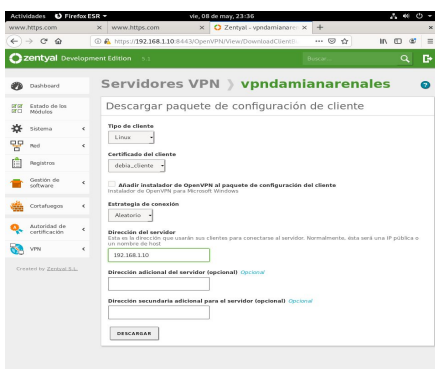 Actividades Firefox ESR vie, 08 de may, 23:36
www.https.com × www.https.com × Zentyal - vpndamianaren ×
https://192.168.1.10:8443/OpenVPN/View/DownloadClient
zentyal Development Edition 5.1 Buscar...
Servidores VPN vpndamianarenales
Dashboard
Estado de los Módulos
Sistema
Red
Registros
Gestión de software
Cortafuegos
Autoridad de certificación
VPN
Created by Zentyal S.L.
Descargar paquete de configuración de cliente
Tipo de cliente
Linux
Certificado del cliente
debia_cliente
Añadir instalador de OpenVPN al paquete de configuración del cliente
Instalador de OpenVPN para Microsoft Windows
Estrategia de conexión
Aleatorio
Dirección del servidor
Esta es la dirección que usarán sus clientes para conectarse al servidor. Normalmente, ésta será una IP pública o
un nombre de host
192.168.1.10
Dirección adicional del servidor (opcional) Opcional
Dirección secundaria adicional para el servidor (opcional) Opcional
DESCARGAR